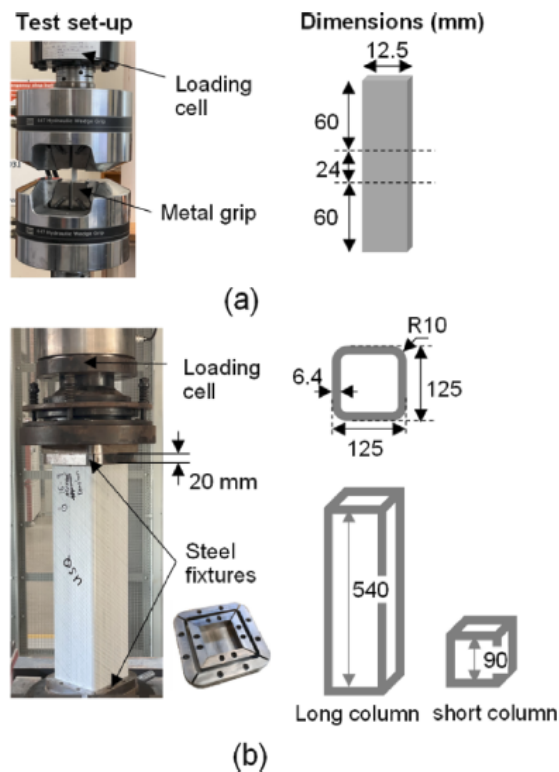 Test set-up
Dimensions (mm)
12.5
Loading
cell
60
24
60
Metal grip
(a)
Loading
cell
R10
6.4
125
125
20 mm
USQ
Steel
fixtures
540
90
Long column
short column
(b)